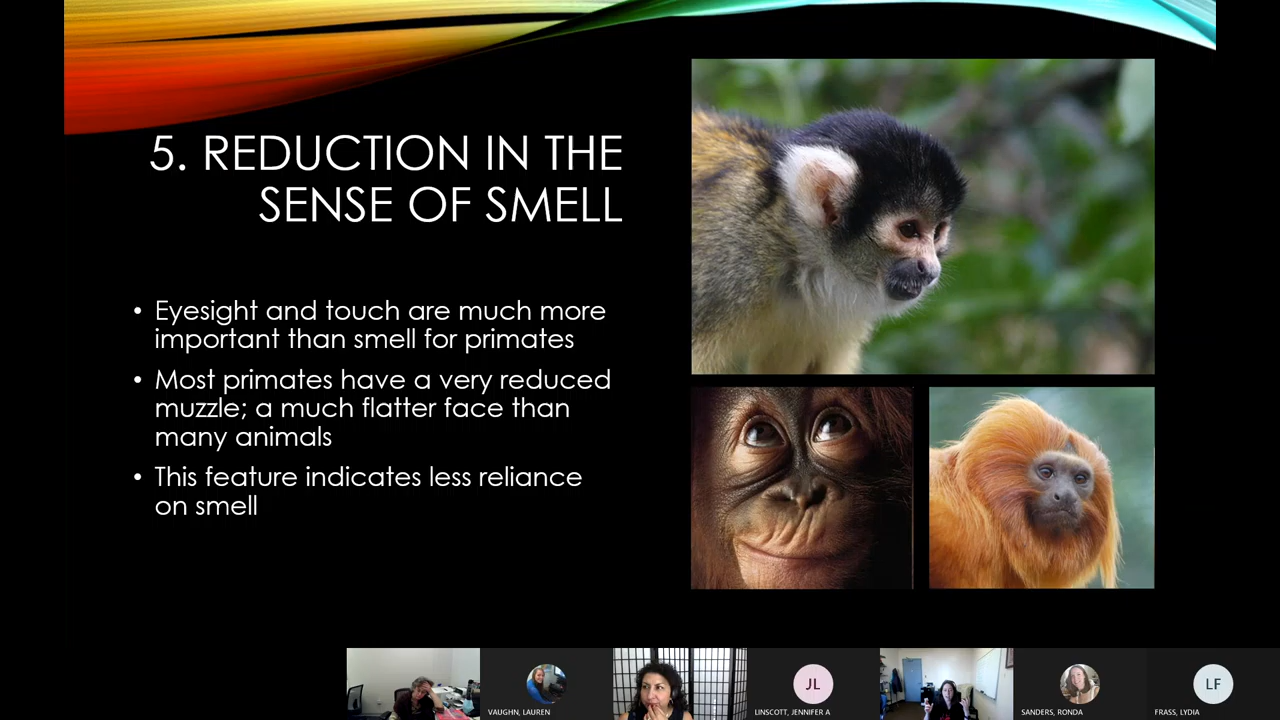 5. REDUCTION IN THE
SENSE OF SMELL
• Eyesight and touch are much more
important than smell for primates
• Most primates have a very reduced
muzzle; a much flatter face than
many animals
• This feature indicates less reliance
on smell
VAUGHN, LAUREN
JL
LINSCOTT, JENNIFER A
SANDERS, RONDA
LF
FRASS, LYDIA